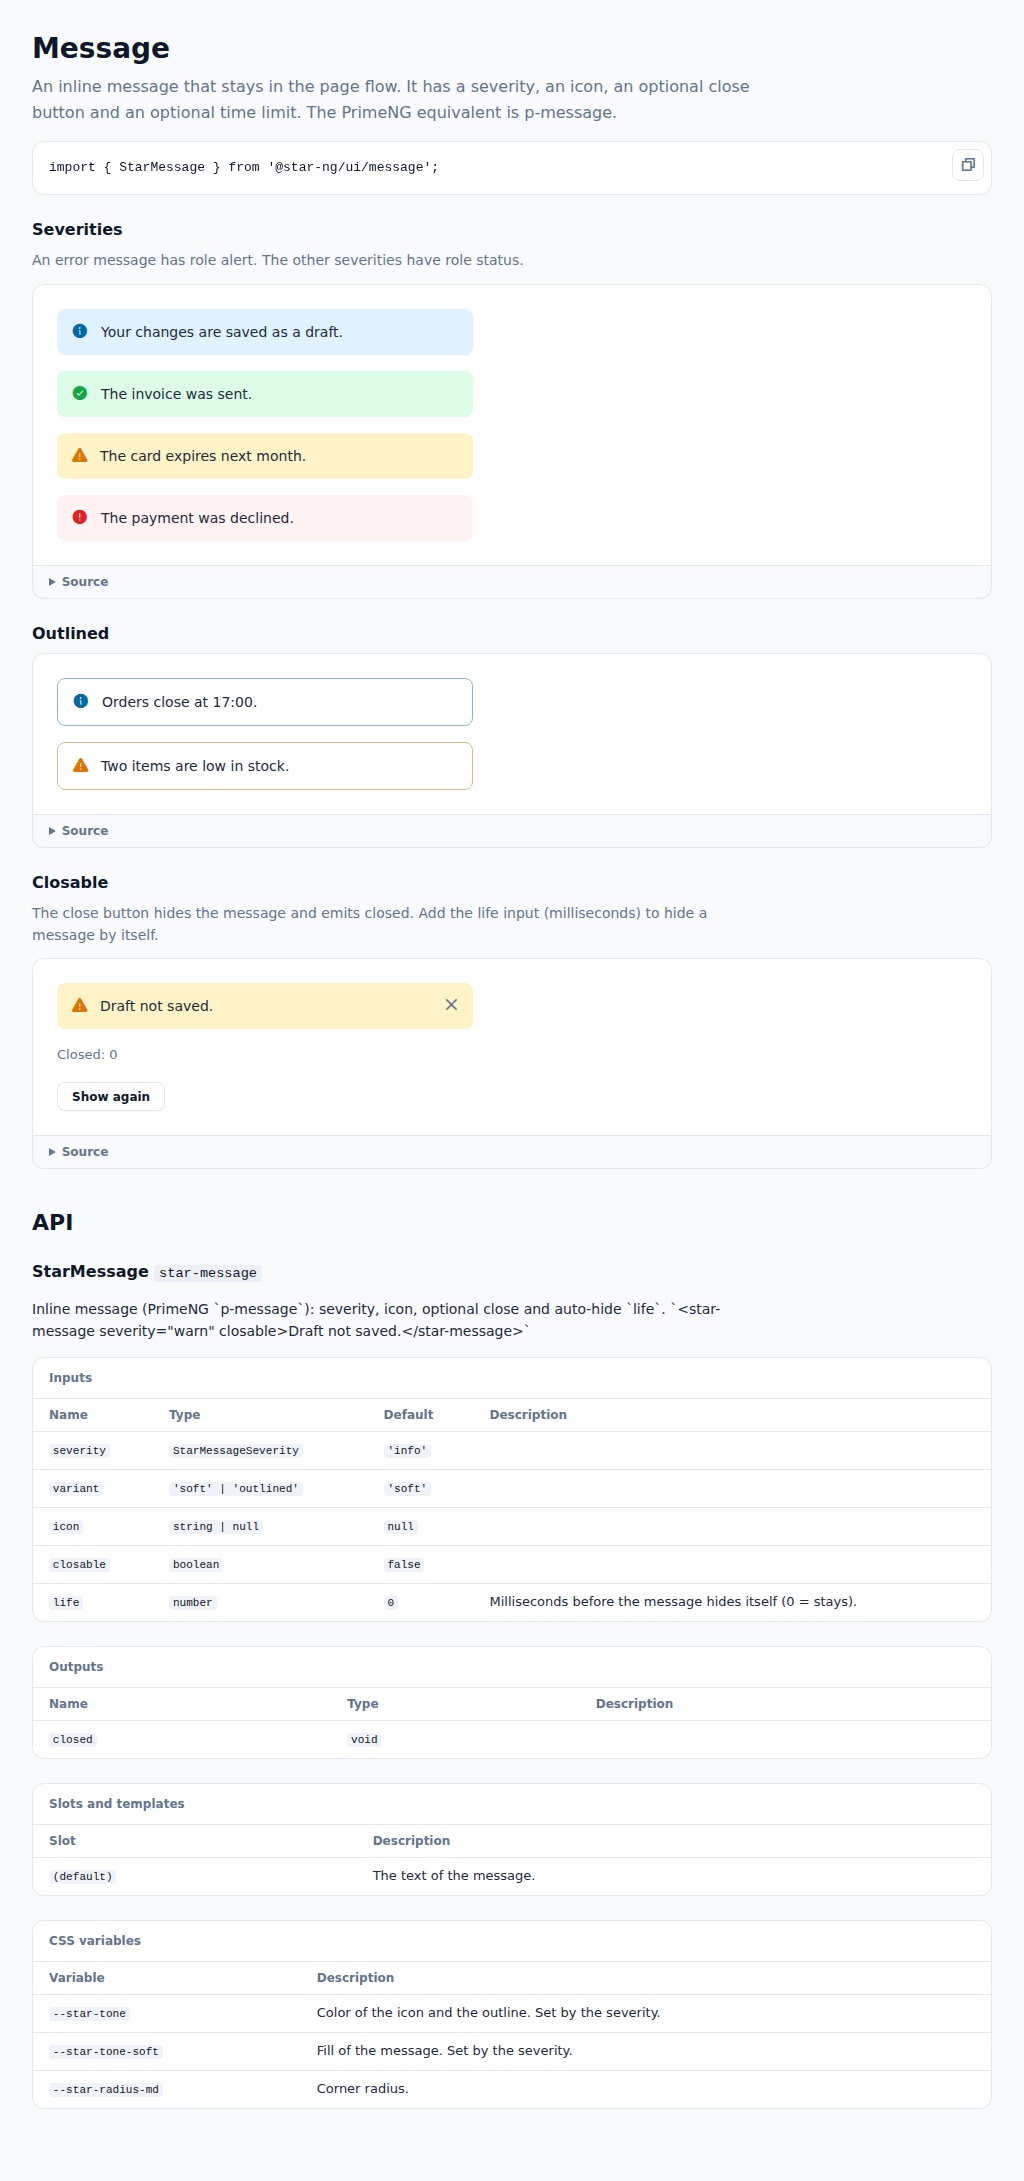 Message
An inline message that stays in the page flow. It has a severity, an icon, an optional close
button and an optional time limit. The PrimeNG equivalent is p-message.
import { StarMessage } from '@star-ng/ui/message';
Severities
An error message has role alert. The other severities have role status.
Your changes are saved as a draft.
The invoice was sent.
The card expires next month.
The payment was declined.
Source
Outlined
Orders close at 17:00.
Two items are low in stock.
Source
Closable
The close button hides the message and emits closed. Add the life input (milliseconds) to hide a
message by itself.
Draft not saved.
Closed: 0
Show again
Source
API
StarMessage star-message
Inline message (PrimeNG `p-message`): severity, icon, optional close and auto-hide `life`. `<star-
message severity="warn" closable>Draft not saved.</star-message>`
Inputs
Name Type Default Description
severity StarMessageSeverity 'info'
variant 'soft' | 'outlined' 'soft'
icon string | null null
closable boolean false
life number 0 Milliseconds before the message hides itself (0 = stays).
Outputs
Name Type Description
closed void
Slots and templates
Slot Description
(default) The text of the message.
CSS variables
Variable Description
--star-tone Color of the icon and the outline. Set by the severity.
--star-tone-soft Fill of the message. Set by the severity.
--star-radius-md Corner radius.